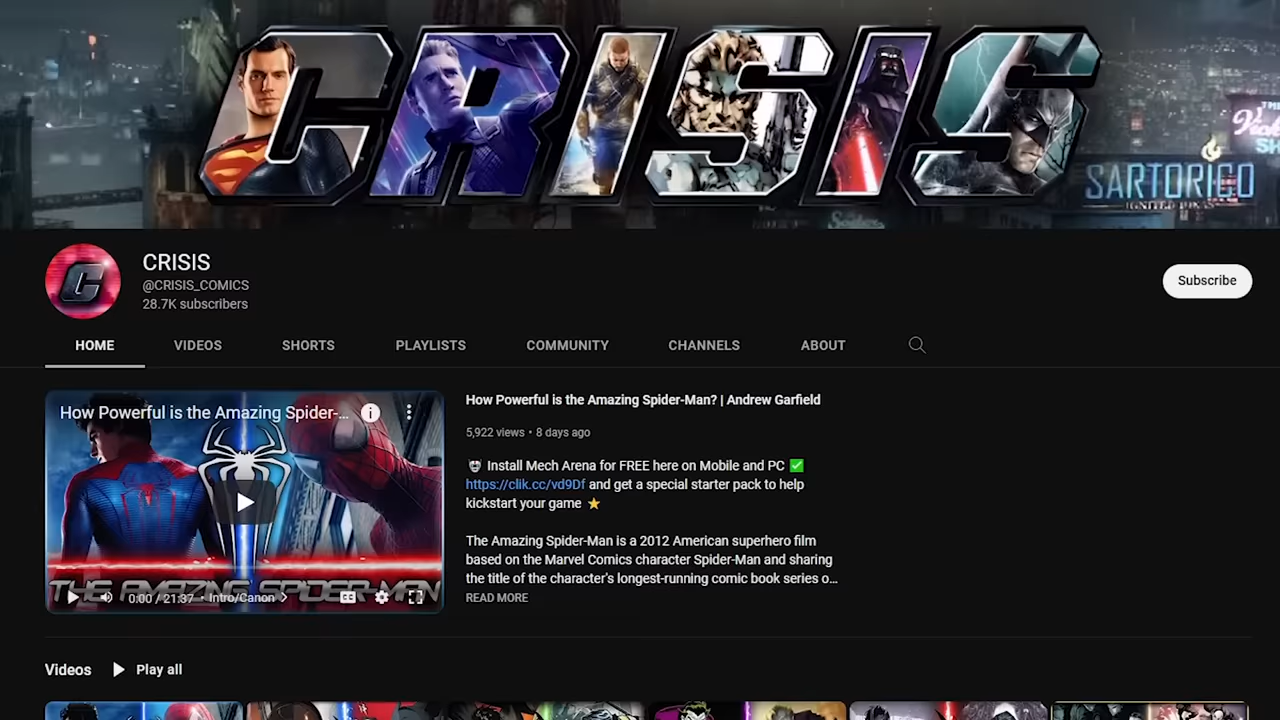 CRISIS
SARTORICO
CRISIS
@CRISIS_COMICS
28.7K subscribers
Subscribe
HOME VIDEOS SHORTS PLAYLISTS COMMUNITY CHANNELS ABOUT
How Powerful is the Amazing Spider-...
THE AMAZING SPIDER-MAN
0:00 / 21:37 • Intro/Canon >
How Powerful is the Amazing Spider-Man? | Andrew Garfield
5,922 views • 8 days ago
Install Mech Arena for FREE here on Mobile and PC ✅
https://clik.cc/vd9Df and get a special starter pack to help
kickstart your game ⭐
The Amazing Spider-Man is a 2012 American superhero film
based on the Marvel Comics character Spider-Man and sharing
the title of the character's longest-running comic book series o...
READ MORE
Videos Play all